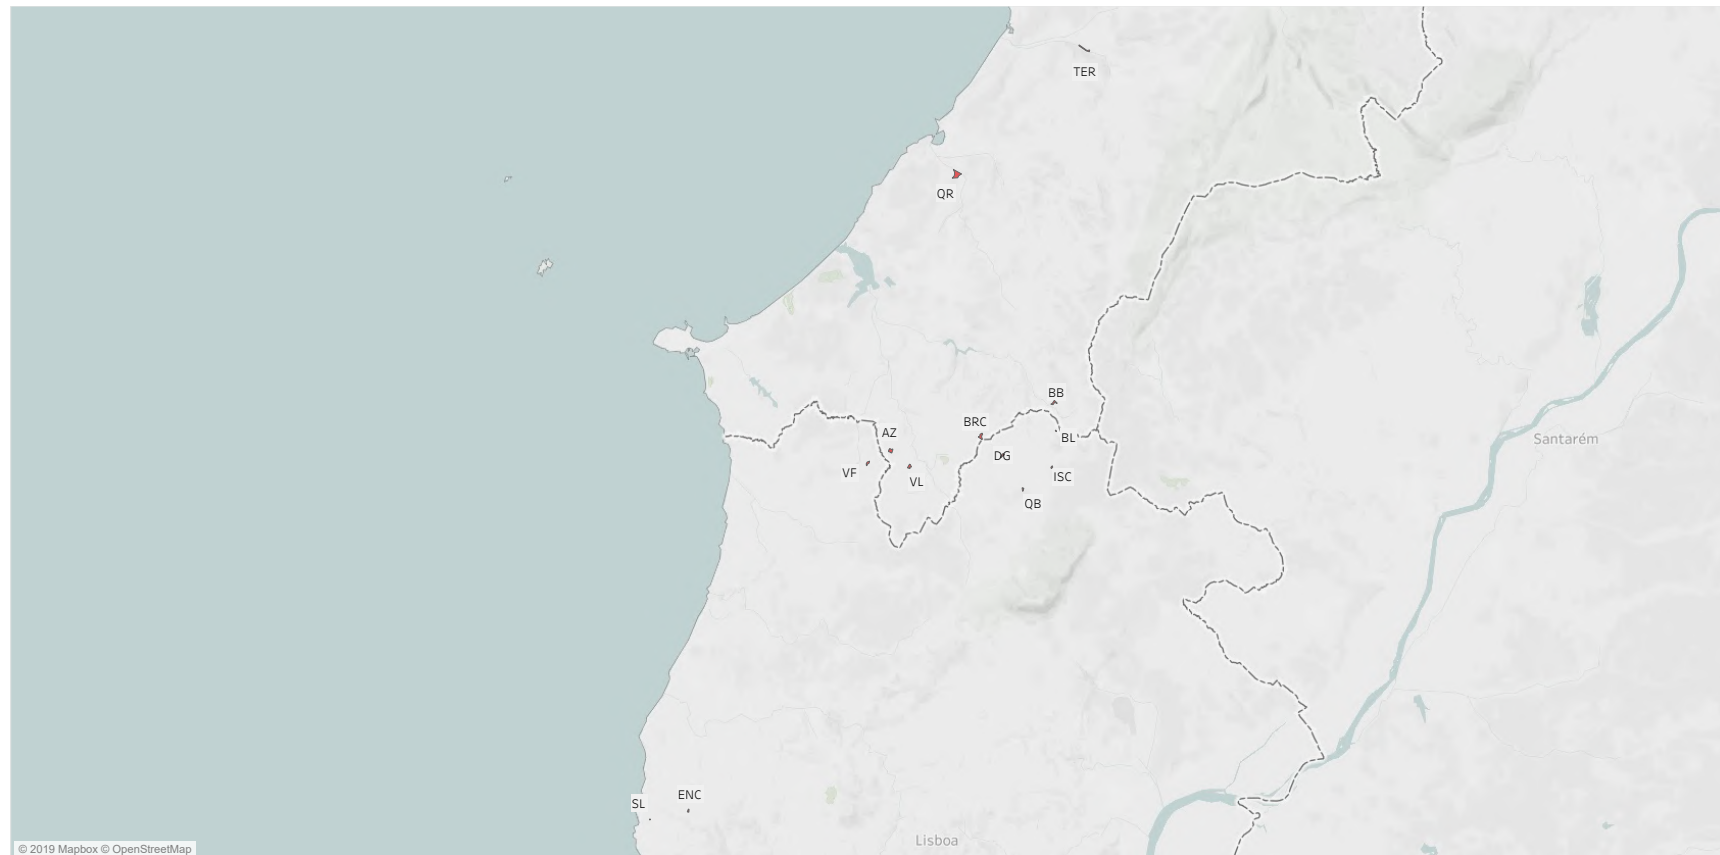 TER
QR
BB
BRC
AZ
BL
Santarém
DG
VF
ISC
VL
QB
ENC
SL
Lisboa
© 2019 Mapbox © OpenStreetMap